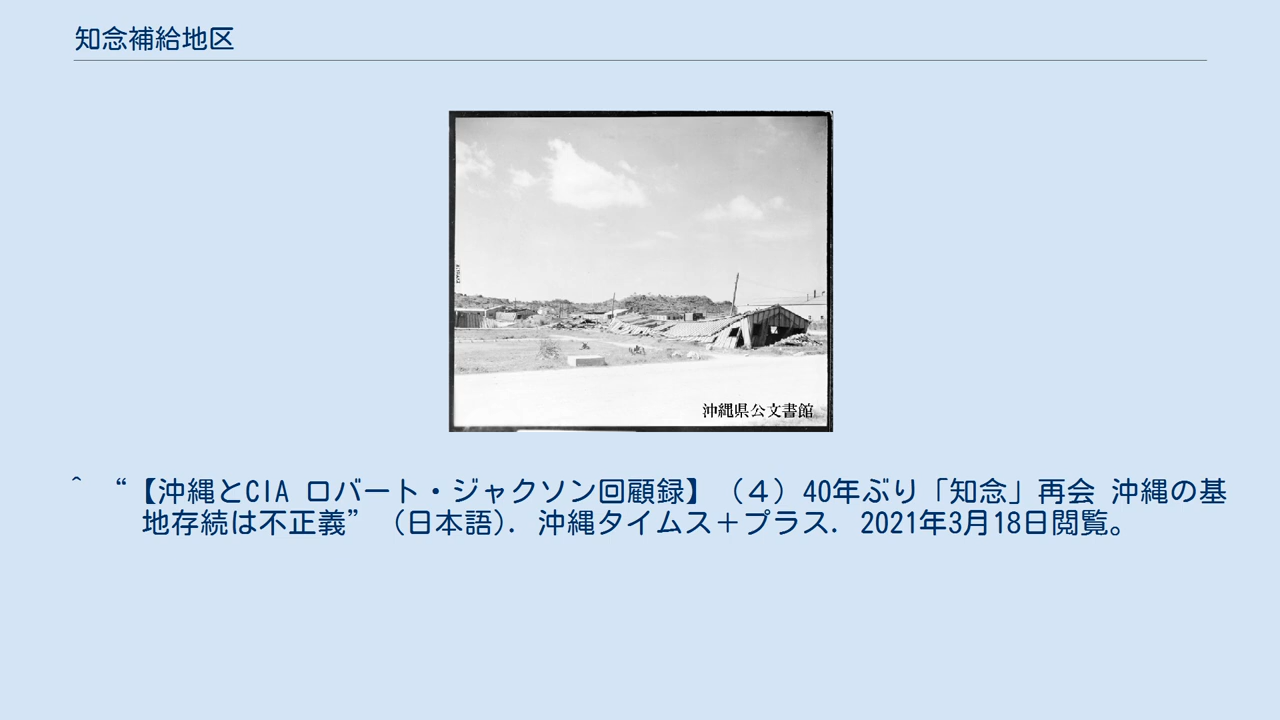 知念補給地区
沖縄県公文書館
^ “【沖縄とCIA ロバート・ジャクソン回顧録】（４）40年ぶり「知念」再会 沖縄の基
地存続は不正義” (日本語). 沖縄タイムス＋プラス. 2021年3月18日閲覧。